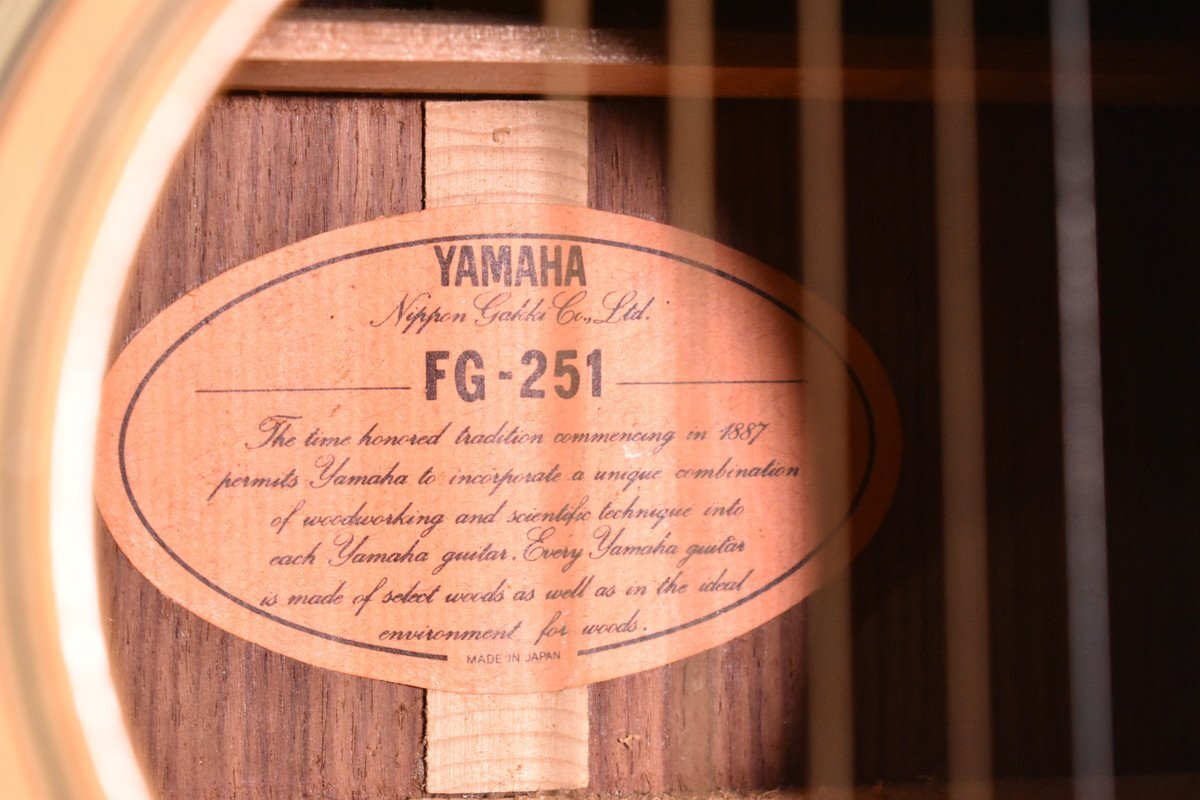 YAMAHA
Nippon Gakki Co., Ltd.
FG-251
The time honored tradition commencing in 1887
permits Yamaha to incorporate a unique combination
of woodworking and scientific technique into
each Yamaha guitar. Every Yamaha guitar
is made of select woods as well as in the ideal
environment for woods.
MADE IN JAPAN